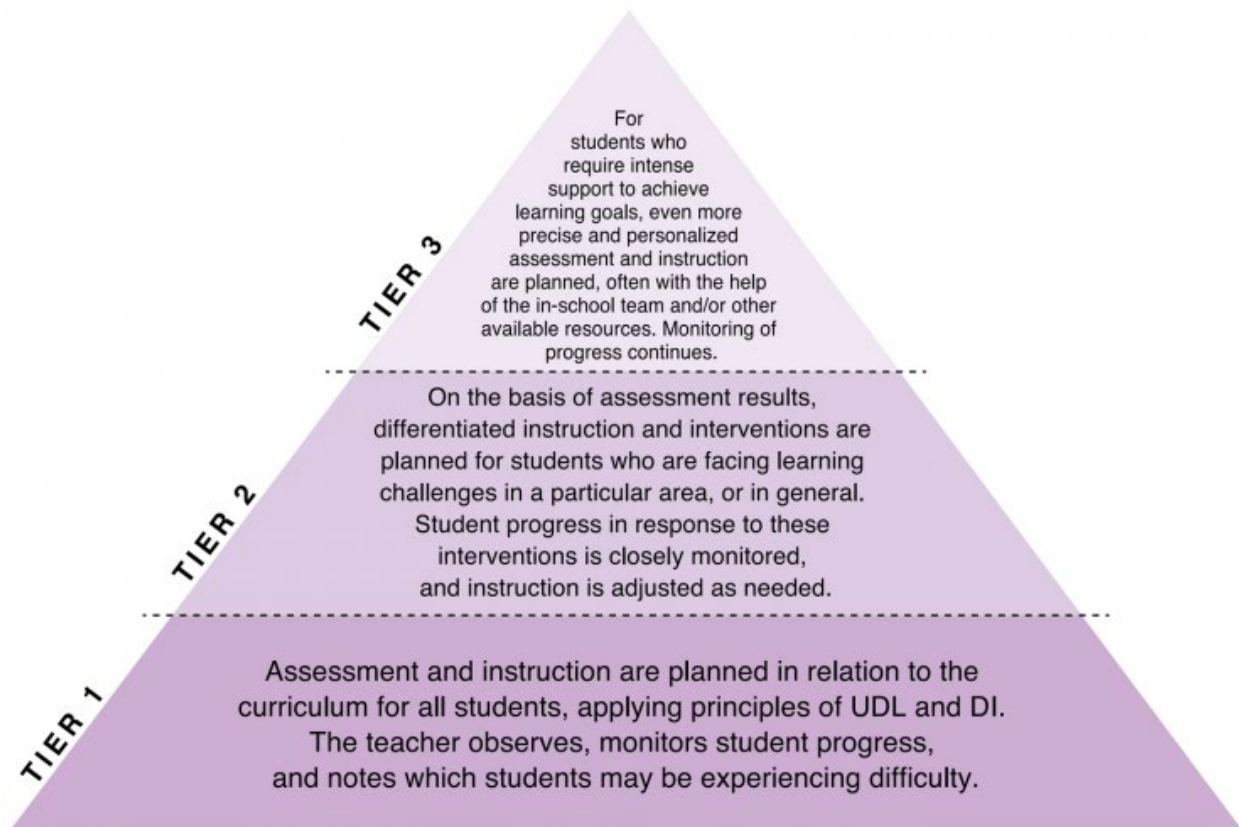 For
students who
require intense
support to achieve
learning goals, even more
precise and personalized
assessment and instruction
are planned, often with the help
of the in-school team and/or other
available resources. Monitoring of
progress continues.
TIER 3
On the basis of assessment results,
differentiated instruction and interventions are
planned for students who are facing learning
challenges in a particular area, or in general.
Student progress in response to these
interventions is closely monitored,
and instruction is adjusted as needed.
TIER 2
Assessment and instruction are planned in relation to the
curriculum for all students, applying principles of UDL and DI.
The teacher observes, monitors student progress,
and notes which students may be experiencing difficulty.
TIER 1